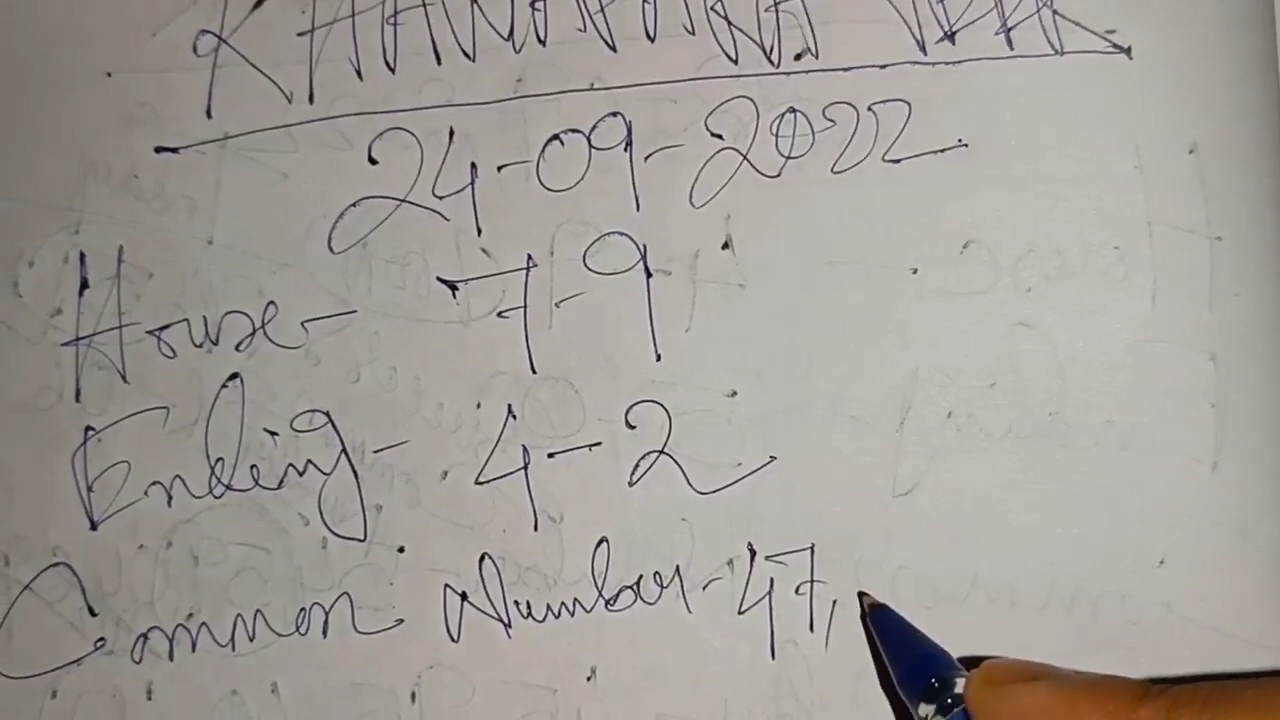 24-09-2022
House- 7-9
Ending- 4-2
Common Number-47,